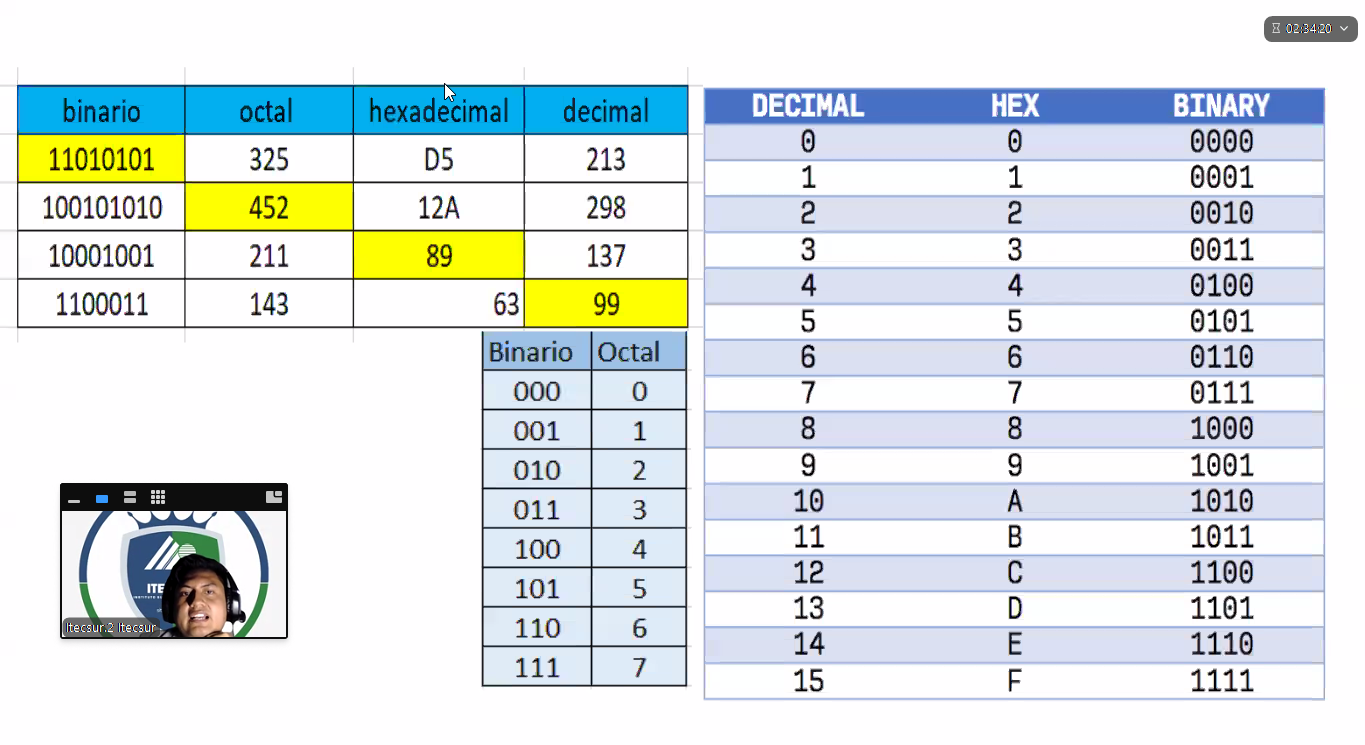 02:34:20
binario octal hexadecimal decimal
11010101 325 D5 213
100101010 452 12A 298
10001001 211 89 137
1100011 143 63 99
Binario Octal
000 0
001 1
010 2
011 3
100 4
101 5
110 6
111 7
DECIMAL HEX BINARY
0 0 0000
1 1 0001
2 2 0010
3 3 0011
4 4 0100
5 5 0101
6 6 0110
7 7 0111
8 8 1000
9 9 1001
10 A 1010
11 B 1011
12 C 1100
13 D 1101
14 E 1110
15 F 1111
Itecsur.2 Itecsur